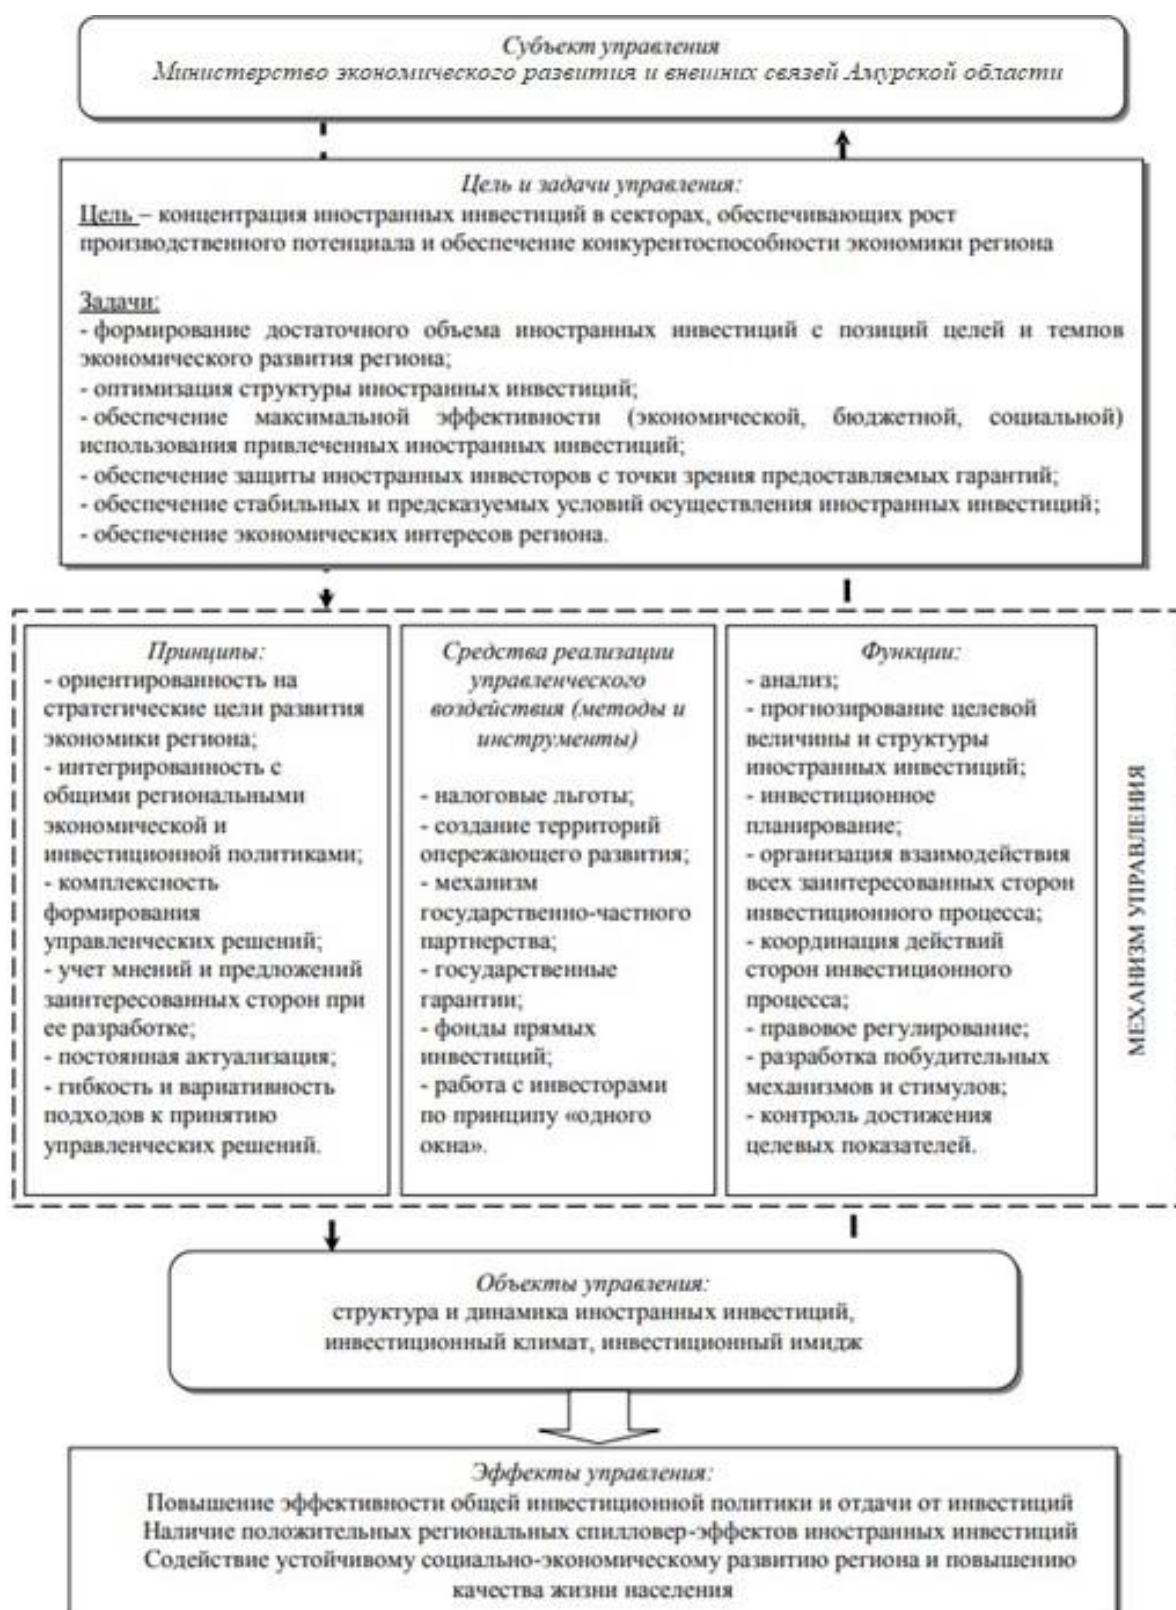 Субъект управления
Министерство экономического развития и внешних связей Амурской области
Цель и задачи управления:
Цель – концентрация иностранных инвестиций в секторах, обеспечивающих рост
производственного потенциала и обеспечение конкурентоспособности экономики региона
Задачи:
- формирование достаточного объема иностранных инвестиций с позиций целей и темпов
экономического развития региона;
- оптимизация структуры иностранных инвестиций;
- обеспечение максимальной эффективности (экономической, бюджетной, социальной)
использования привлеченных иностранных инвестиций;
- обеспечение защиты иностранных инвесторов с точки зрения предоставляемых гарантий;
- обеспечение стабильных и предсказуемых условий осуществления иностранных инвестиций;
- обеспечение экономических интересов региона.
Принципы:
- ориентированность на
стратегические цели развития
экономики региона;
- интегрированность с
общими региональными
экономической и
инвестиционной политиками;
- комплексность
формирования
управленческих решений;
- учет мнений и предложений
заинтересованных сторон при
ее разработке;
- постоянная актуализация;
- гибкость и вариативность
подходов к принятию
управленческих решений.
Средства реализации
управленческого
воздействия (методы и
инструменты)
- налоговые льготы;
- создание территорий
опережающего развития;
- механизм
государственно-частного
партнерства;
- государственные
гарантии;
- фонды прямых
инвестиций;
- работа с инвесторами
по принципу «одного
окна».
Функции:
- анализ;
- прогнозирование целевой
величины и структуры
иностранных инвестиций;
- инвестиционное
планирование;
- организация взаимодействия
всех заинтересованных сторон
инвестиционного процесса;
- координация действий
сторон инвестиционного
процесса;
- правовое регулирование;
- разработка побудительных
механизмов и стимулов;
- контроль достижения
целевых показателей.
МЕХАНИЗМ УПРАВЛЕНИЯ
Объекты управления:
структура и динамика иностранных инвестиций,
инвестиционный климат, инвестиционный имидж
Эффекты управления:
Повышение эффективности общей инвестиционной политики и отдачи от инвестиций
Наличие положительных региональных спилловер-эффектов иностранных инвестиций
Содействие устойчивому социально-экономическому развитию региона и повышению
качества жизни населения